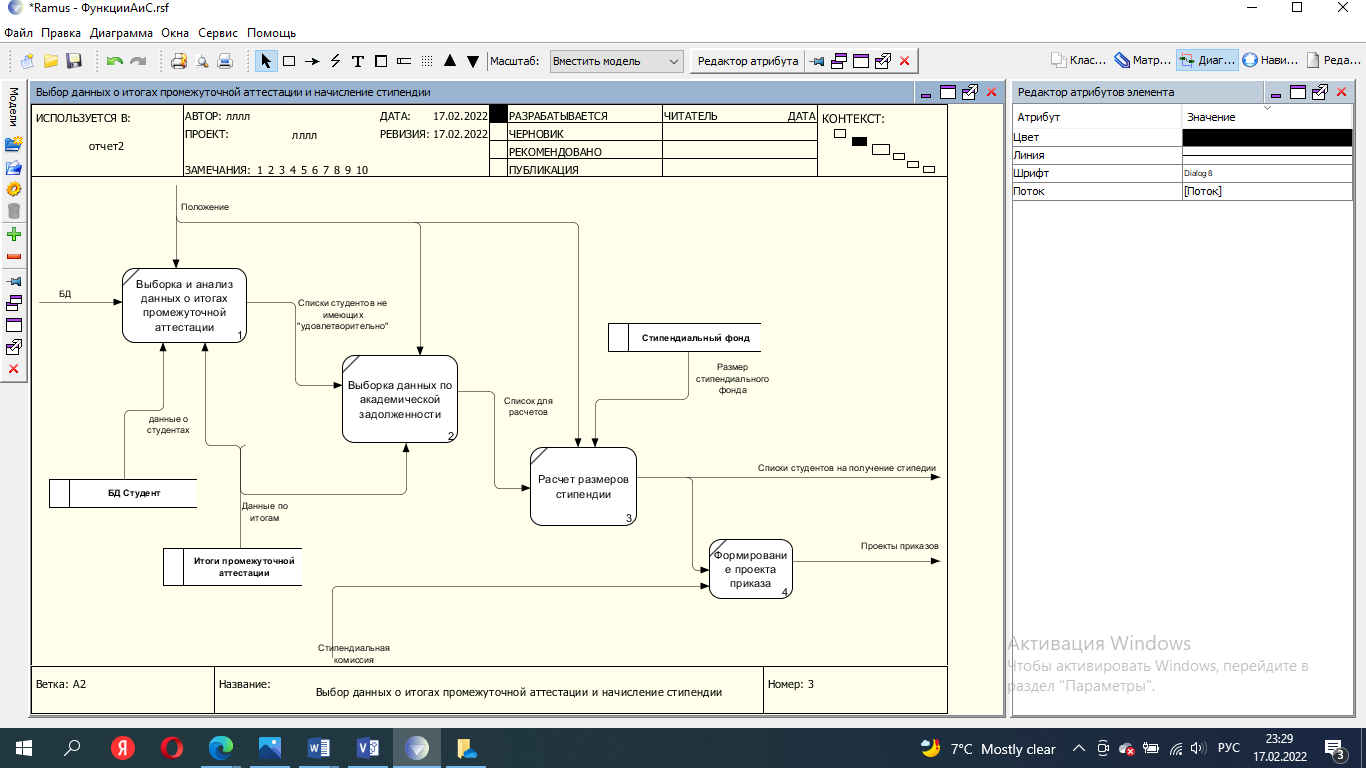 *Ramus - ФункцииАиС.rsf
Файл Правка Диаграмма Окна Сервис Помощь
Масштаб: Вместить модель Редактор атрибута Клас... Матр... Диаг... Нави... Реда...
Модели
Выбор данных о итогах промежуточной аттестации и начисление стипендии
ИСПОЛЬЗУЕТСЯ В:
отчет2
АВТОР: лллл ДАТА: 17.02.2022
ПРОЕКТ: лллл РЕВИЗИЯ: 17.02.2022
ЗАМЕЧАНИЯ: 1 2 3 4 5 6 7 8 9 10
РАЗРАБАТЫВАЕТСЯ
ЧЕРНОВИК
РЕКОМЕНДОВАНО
ПУБЛИКАЦИЯ
ЧИТАТЕЛЬ ДАТА
КОНТЕКСТ:
Положение
БД
Выборка и анализ
данных о итогах
промежуточной
аттестации
1
Списки студентов не
имеющих
"удовлетворительно"
Стипендиальный фонд
Размер
стипендиального
фонда
Выборка данных по
академической
задолженности
2
Список для
расчетов
данные о
студентах
БД Студент
Данные по
итогам
Итоги промежуточной
аттестации
Расчет размеров
стипендии
3
Списки студентов на получение стипедии
Формировани
е проекта
приказа
4
Проекты приказов
Стипендиальная
комиссия
Ветка: A2
Название:
Выбор данных о итогах промежуточной аттестации и начисление стипендии
Номер: 3
Редактор атрибутов элемента
Атрибут Значение
Цвет
Линия
Шрифт Dialog 8
Поток [Поток]
Активация Windows
Чтобы активировать Windows, перейдите в
раздел "Параметры".
7°C Mostly clear
РУС
23:29
17.02.2022
3